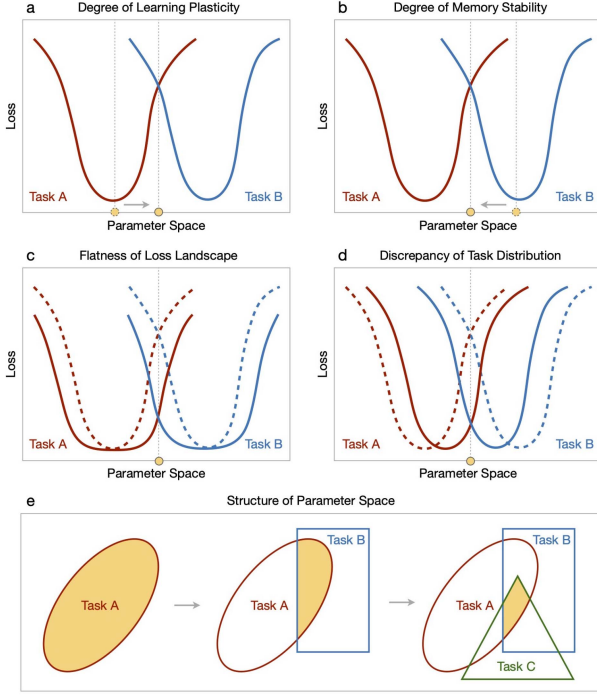 a
Degree of Learning Plasticity
Loss
Task A
Task B
Parameter Space
b
Degree of Memory Stability
Loss
Task A
Task B
Parameter Space
c
Flatness of Loss Landscape
Loss
Task A
Task B
Parameter Space
d
Discrepancy of Task Distribution
Loss
Task A
Task B
Parameter Space
e
Structure of Parameter Space
Task A
Task A
Task B
Task A
Task B
Task C